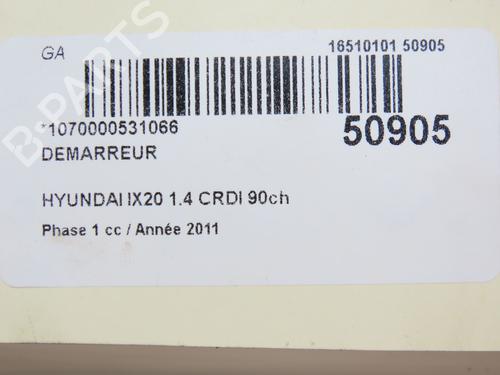 GA
16510101 50905
*1070000531066
50905
DEMARREUR
HYUNDAI IX20 1.4 CRDI 90ch
Phase 1 cc / Année 2011
B-PARTS